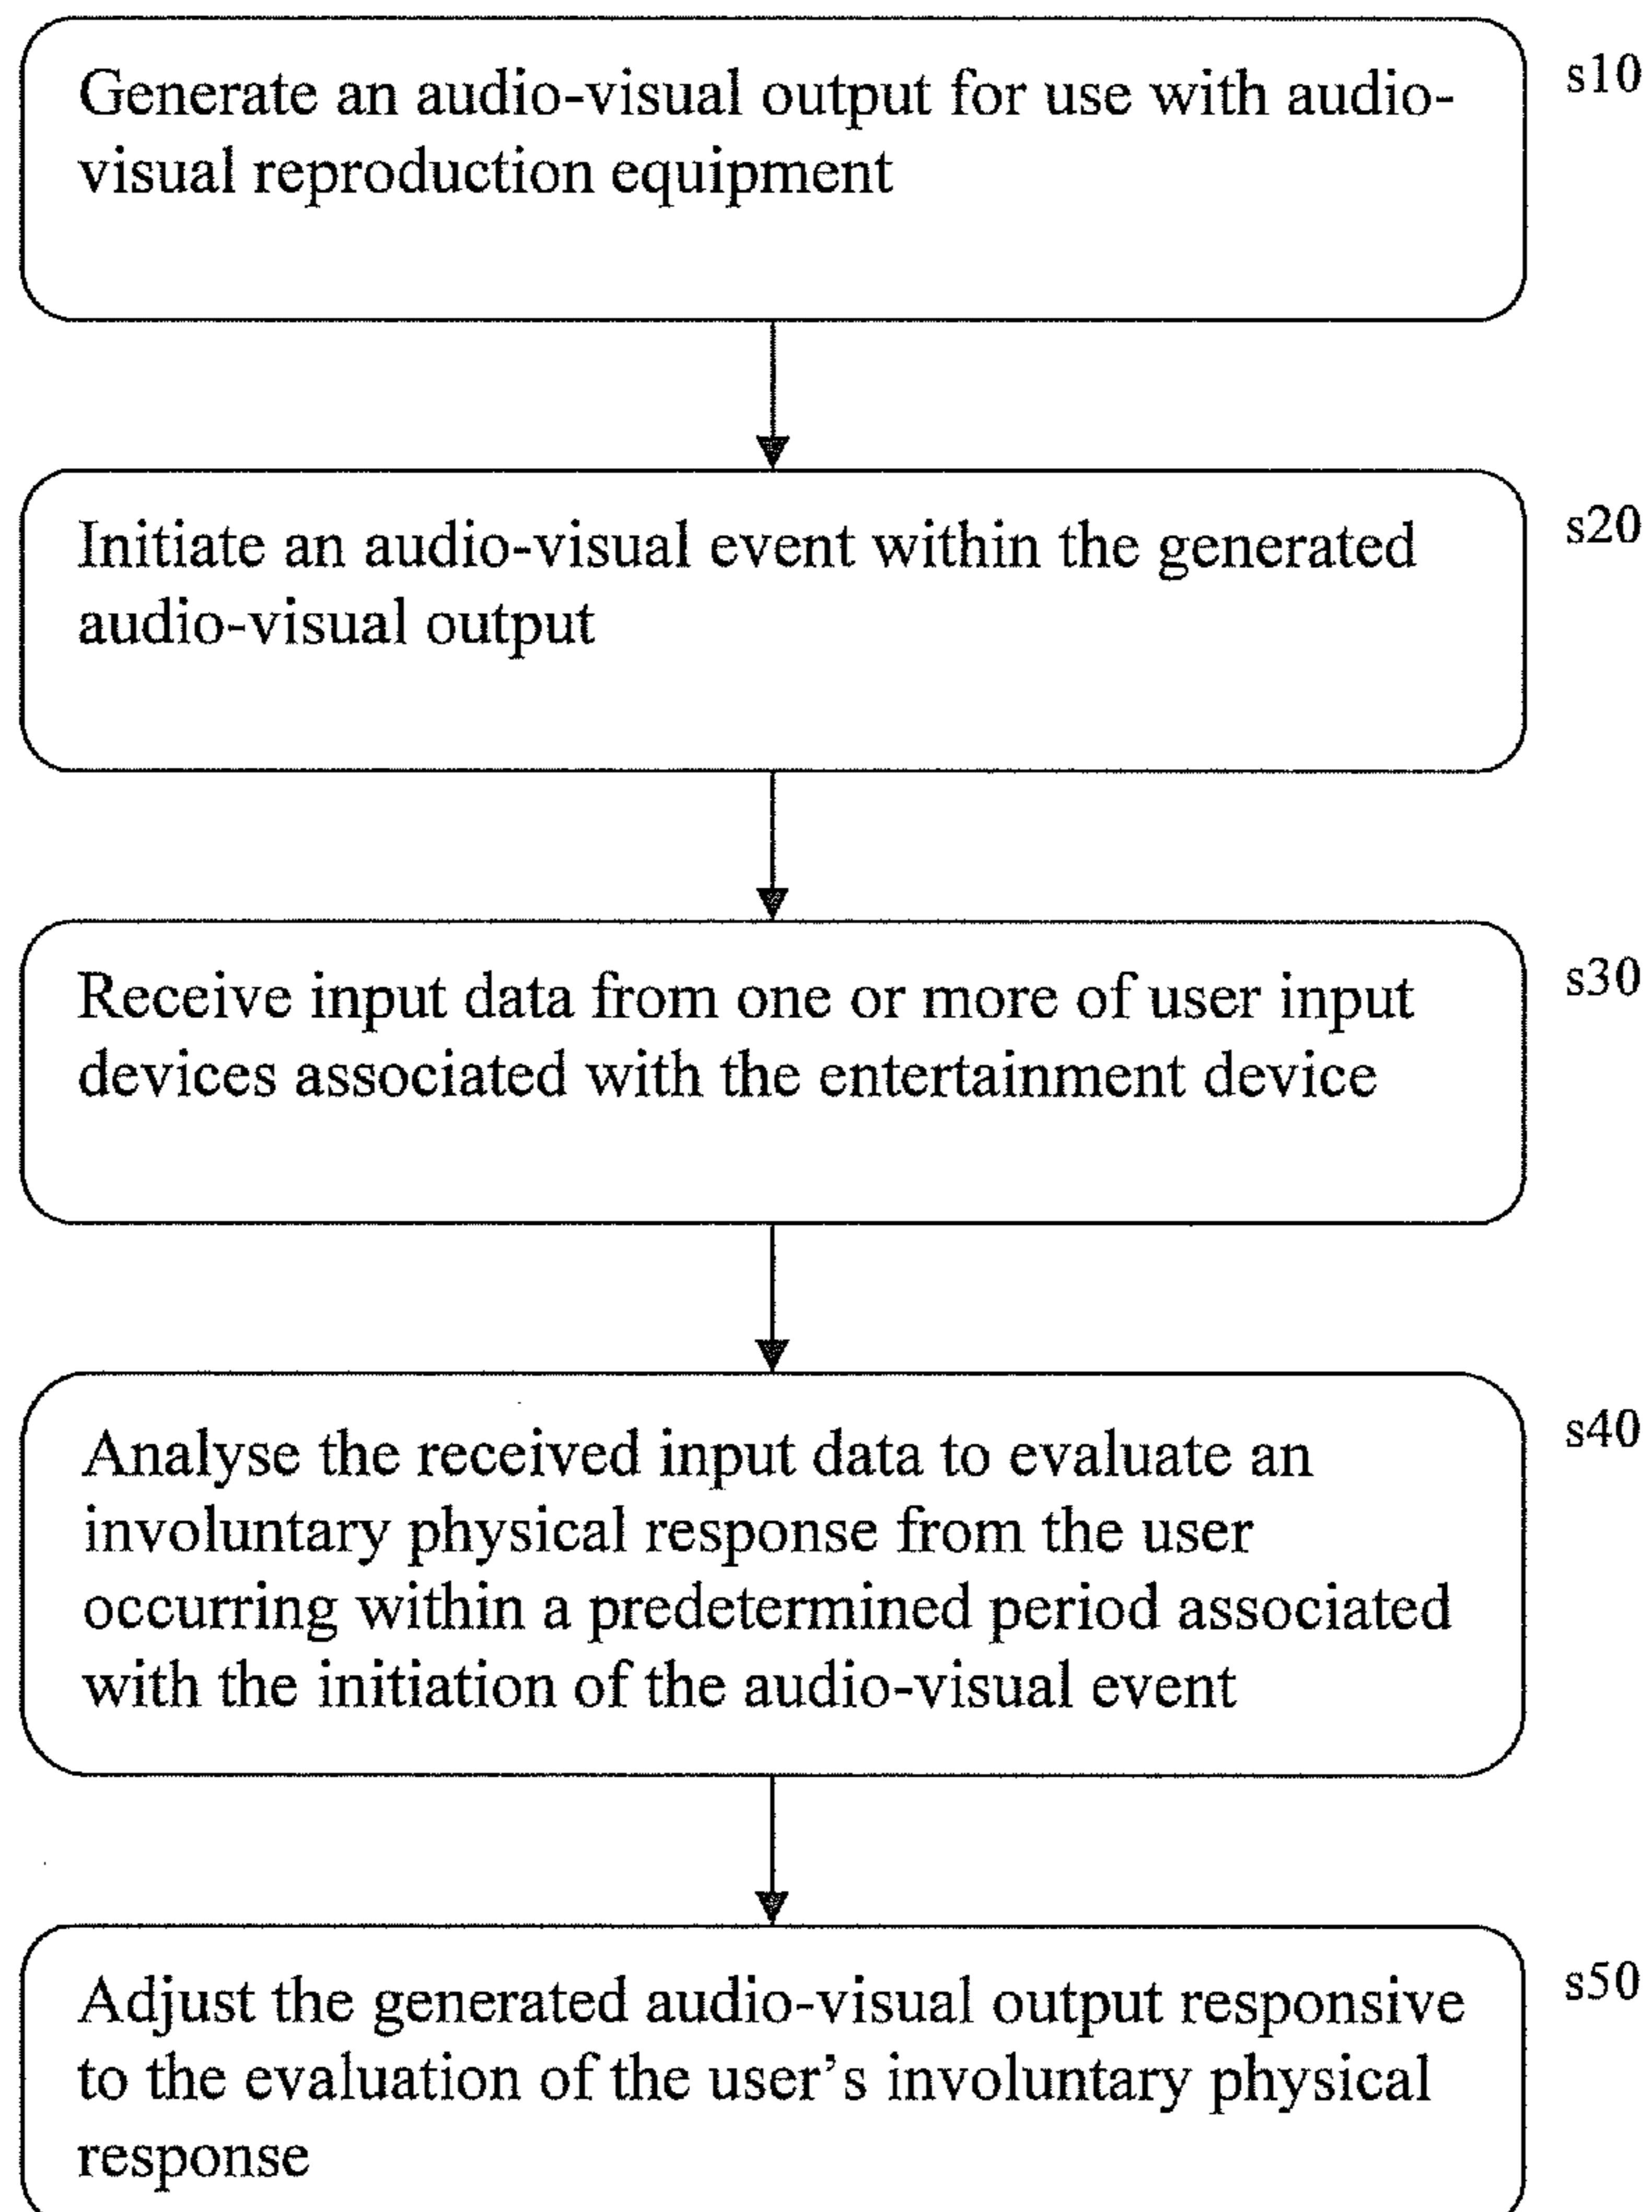 Generate an audio-visual output for use with audio-
visual reproduction equipment
s10
Initiate an audio-visual event within the generated
audio-visual output
s20
Receive input data from one or more of user input
devices associated with the entertainment device
s30
Analyse the received input data to evaluate an
involuntary physical response from the user
occurring within a predetermined period associated
with the initiation of the audio-visual event
s40
Adjust the generated audio-visual output responsive
to the evaluation of the user’s involuntary physical
response
s50